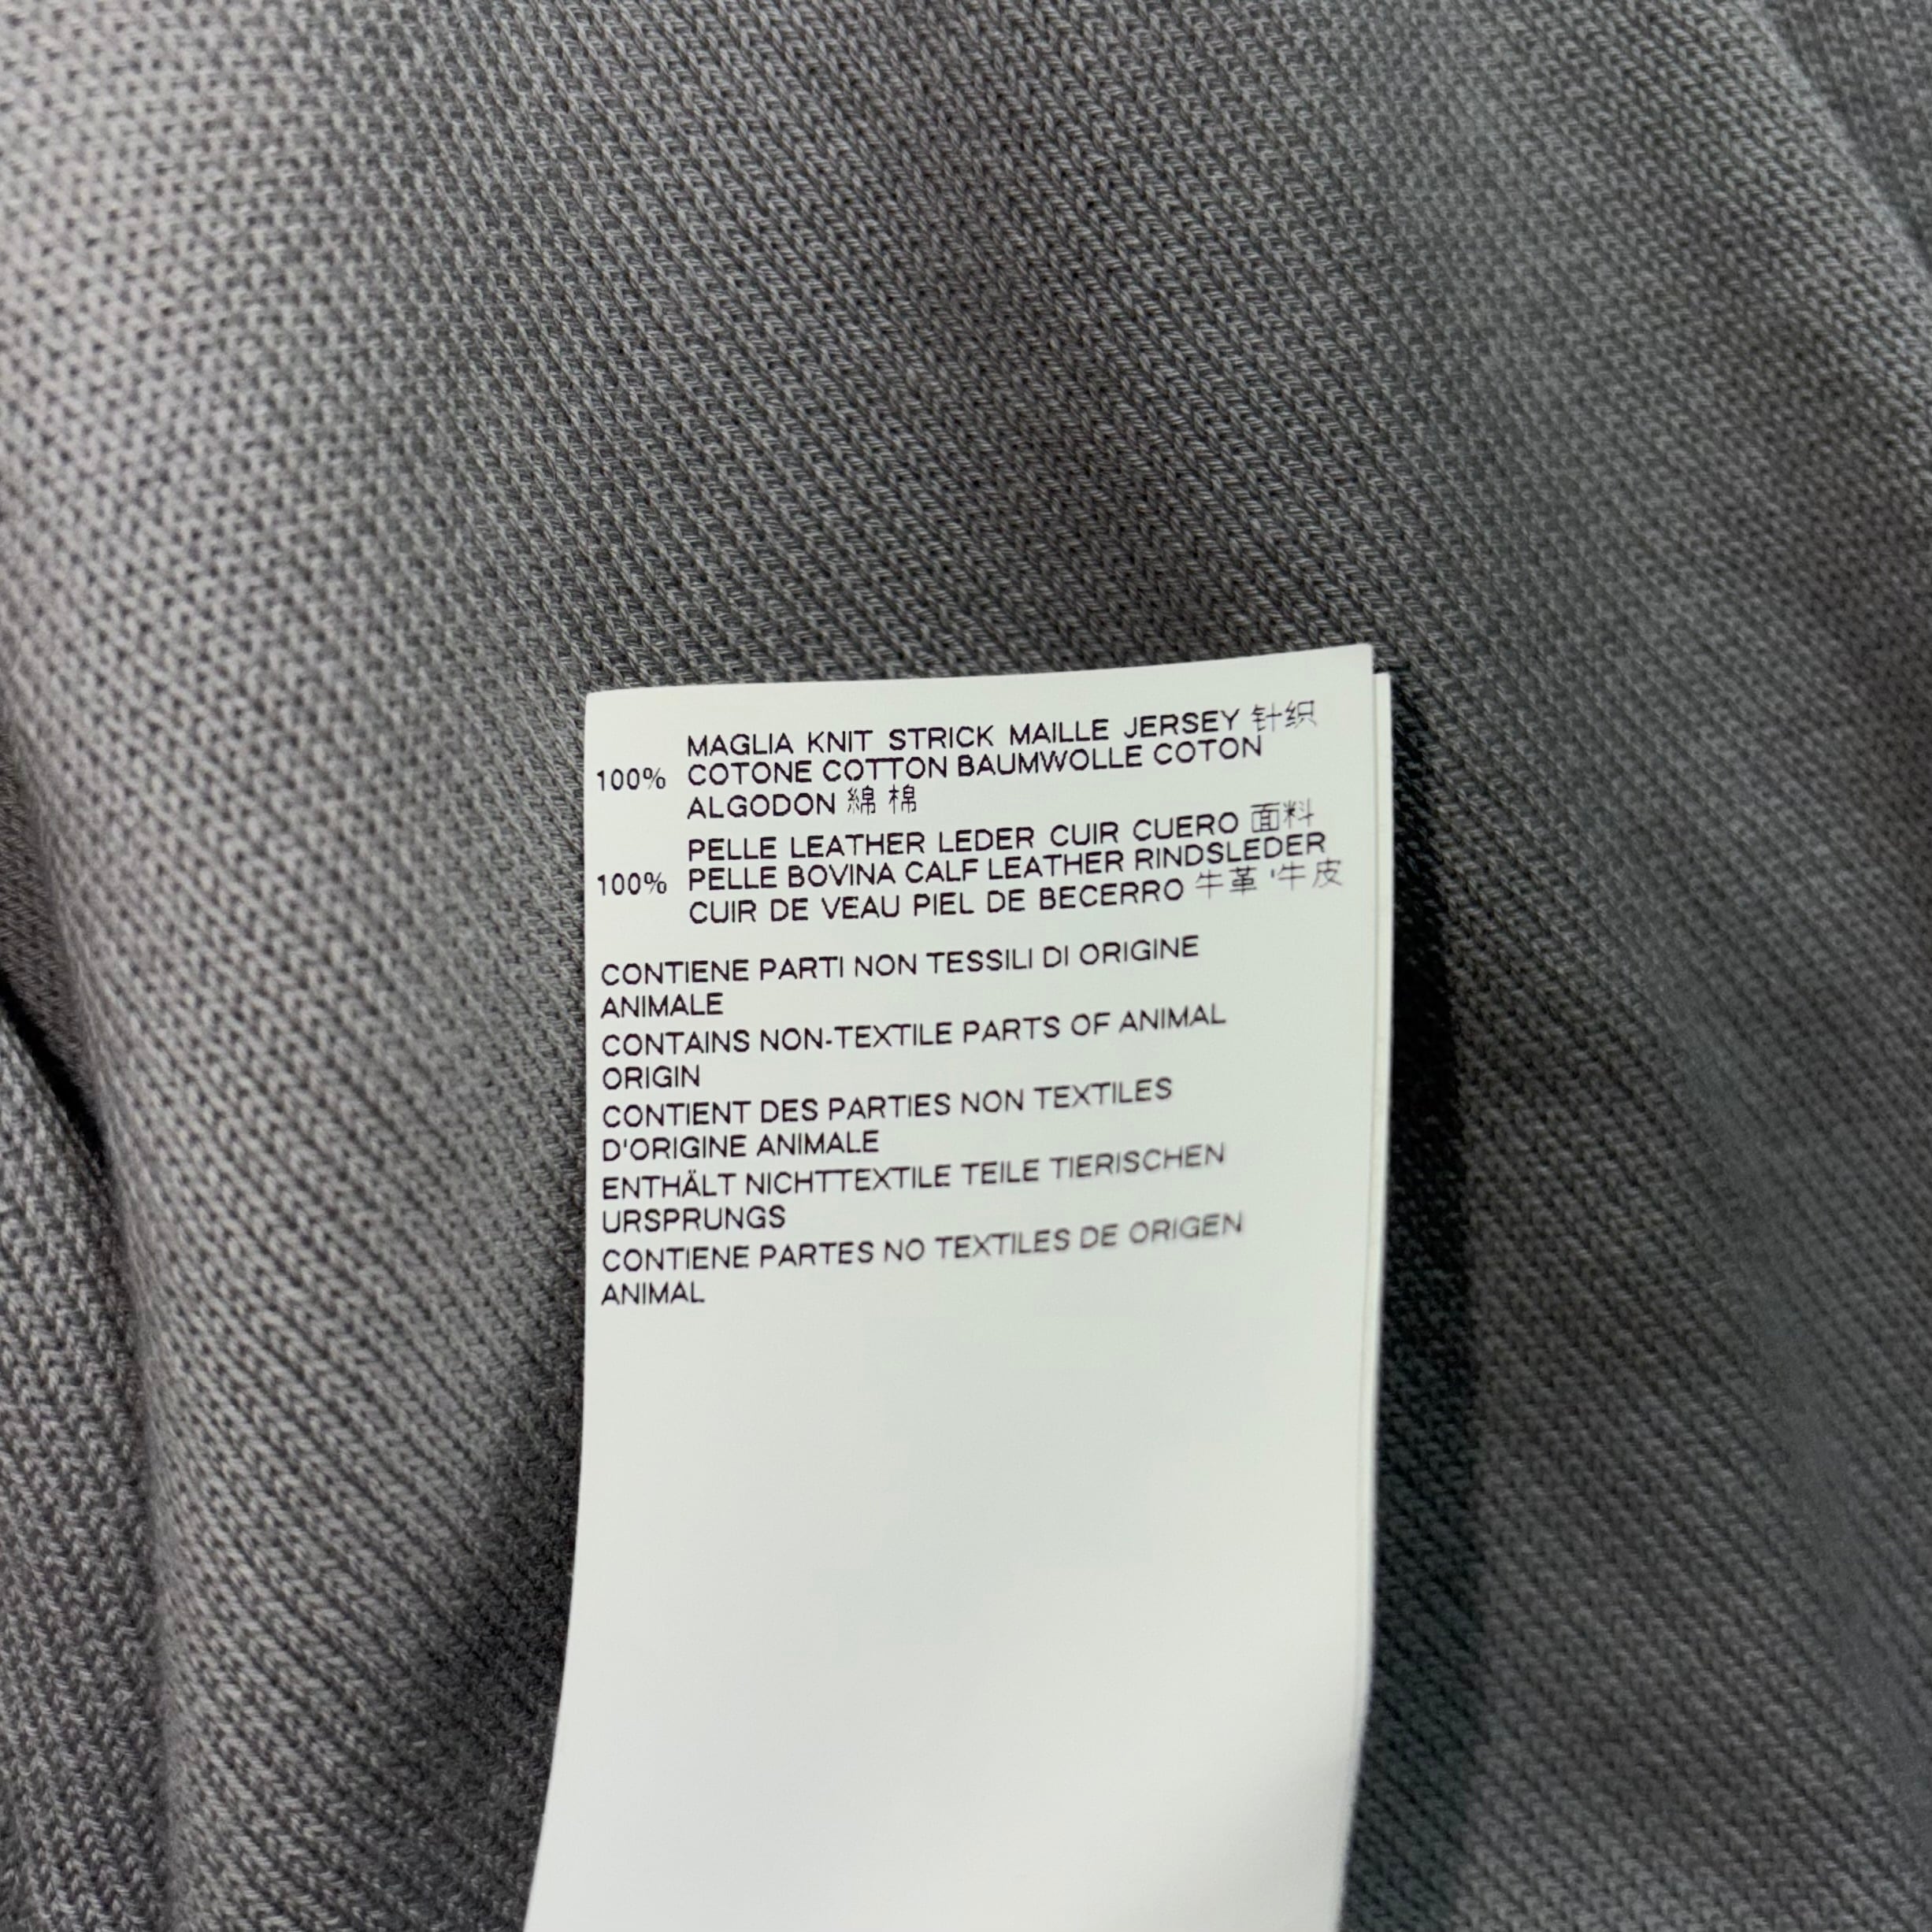 MAGLIA KNIT STRICK MAILLE JERSEY 针织
100% COTONE COTTON BAUMWOLLE COTON
ALGODON 綿 棉
PELLE LEATHER LEDER CUIR CUERO 面料
100% PELLE BOVINA CALF LEATHER RINDSLEDER
CUIR DE VEAU PIEL DE BECERRO 牛革 '牛皮
CONTIENE PARTI NON TESSILI DI ORIGINE
ANIMALE
CONTAINS NON-TEXTILE PARTS OF ANIMAL
ORIGIN
CONTIENT DES PARTIES NON TEXTILES
D'ORIGINE ANIMALE
ENTHÄLT NICHTTEXTILE TEILE TIERISCHEN
URSPRUNGS
CONTIENE PARTES NO TEXTILES DE ORIGEN
ANIMAL